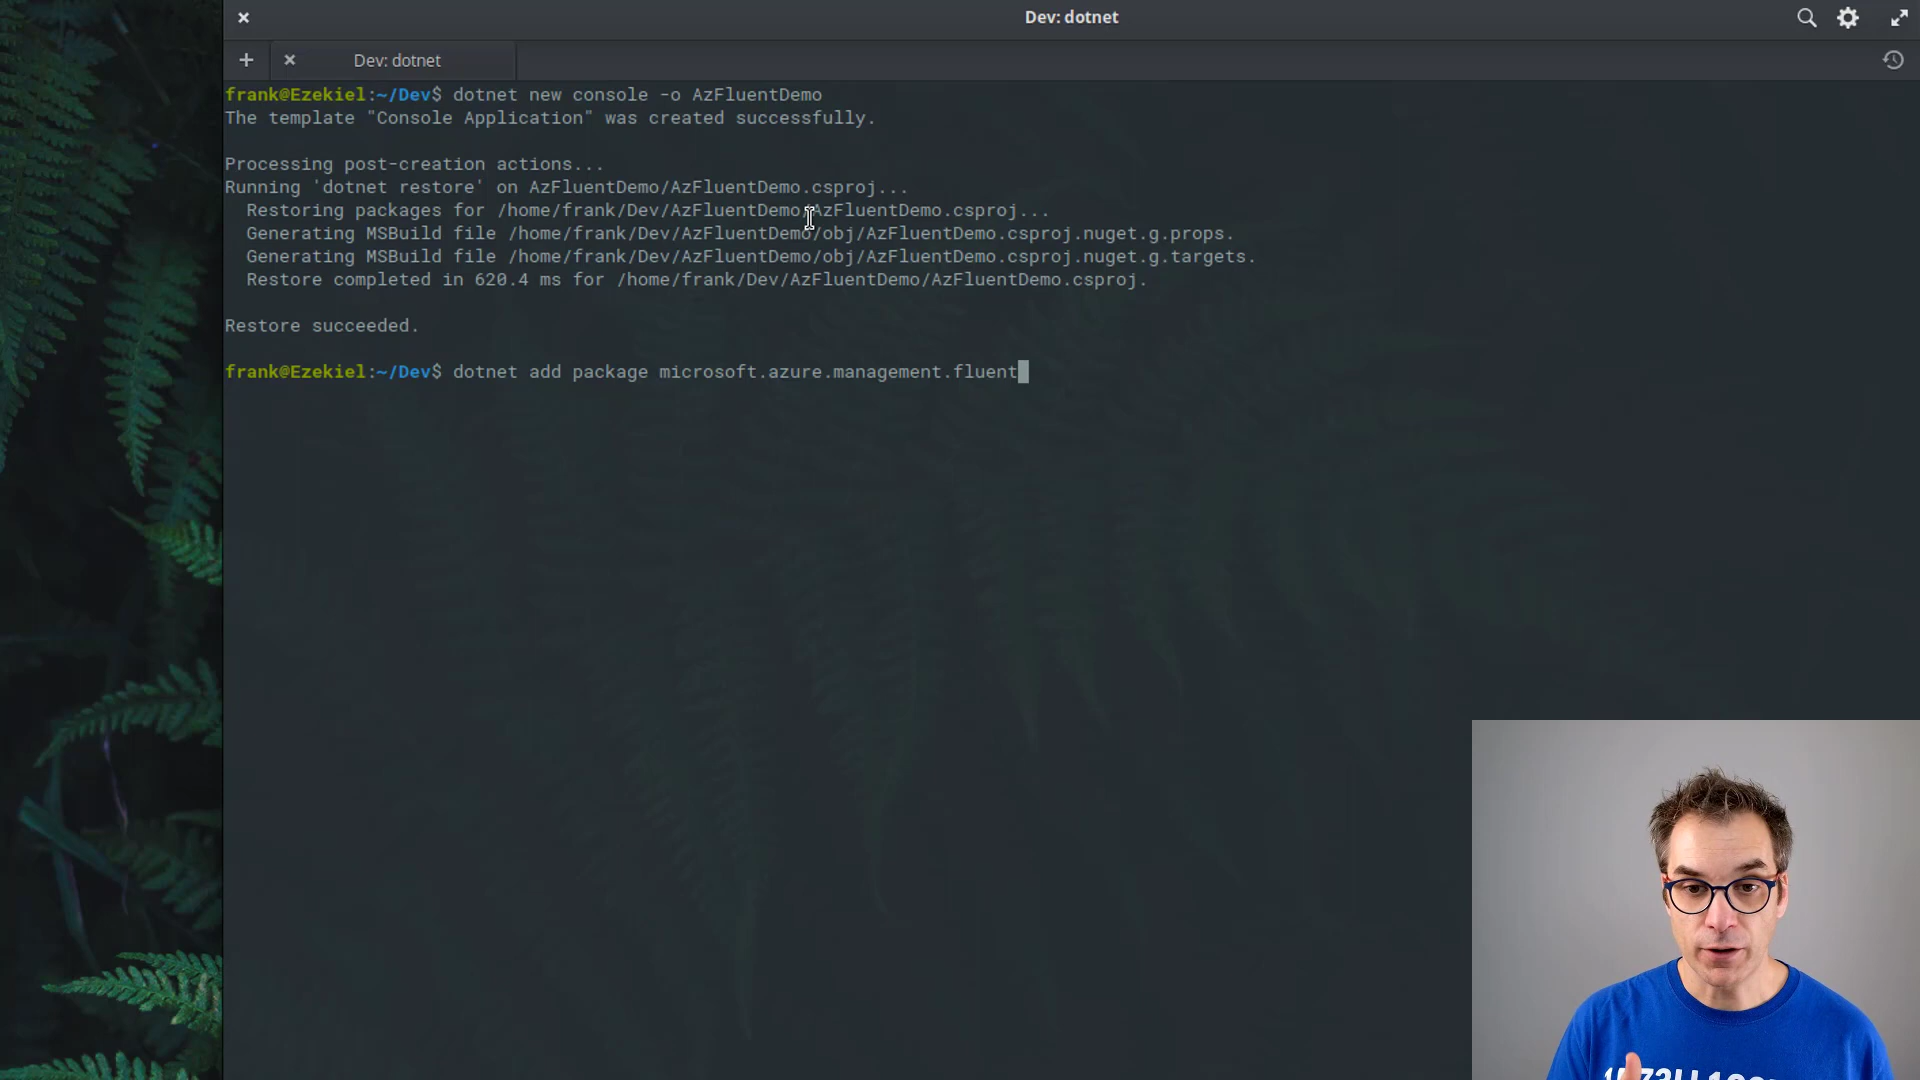 Dev: dotnet
Dev: dotnet
frank@Ezekiel:~/Dev$ dotnet new console -o AzFluentDemo
The template "Console Application" was created successfully.
Processing post-creation actions...
Running 'dotnet restore' on AzFluentDemo/AzFluentDemo.csproj...
Restoring packages for /home/frank/Dev/AzFluentDemo/AzFluentDemo.csproj...
Generating MSBuild file /home/frank/Dev/AzFluentDemo/obj/AzFluentDemo.csproj.nuget.g.props.
Generating MSBuild file /home/frank/Dev/AzFluentDemo/obj/AzFluentDemo.csproj.nuget.g.targets.
Restore completed in 620.4 ms for /home/frank/Dev/AzFluentDemo/AzFluentDemo.csproj.
Restore succeeded.
frank@Ezekiel:~/Dev$ dotnet add package microsoft.azure.management.fluent